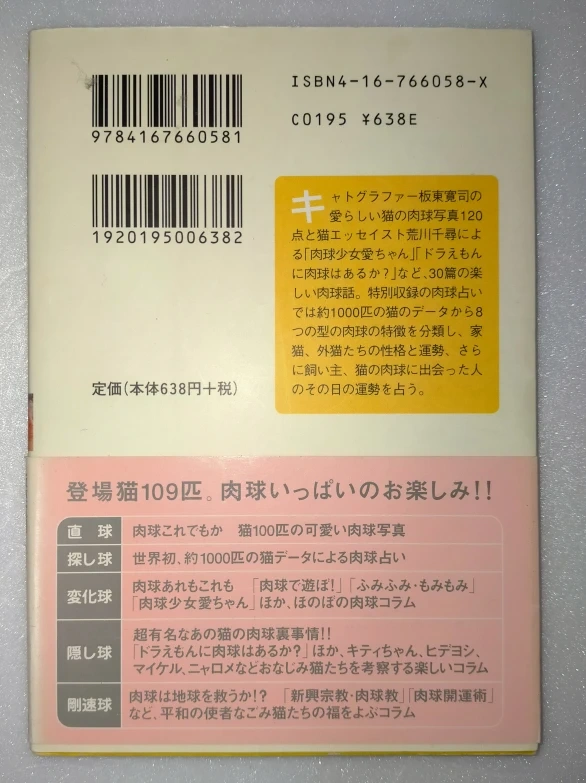 ISBN4-16-766058-X
C0195 ¥638E
9784167660581
1920195006382
定価(本体638円+税)
キャトグラファー板東寛司の
愛らしい猫の肉球写真120
点と猫エッセイスト荒川千尋に
よる「肉球少女愛ちゃん」「ドラえもん
に肉球はあるか?」など、30篇の楽
しい肉球話。特別収録の肉球占い
では約1000匹の猫のデータから8
つの型の肉球の特徴を分類し、家
猫、外猫たちの性格と運勢、さら
に飼い主、猫の肉球に出会った人
のその日の運勢を占う。
登場猫109匹。肉球いっぱいのお楽しみ!!
直球 肉球これでもか 猫100匹の可愛い肉球写真
探し球 世界初、約1000匹の猫データによる肉球占い
変化球 肉球あれもこれも 「肉球で遊ぼ!」「ふみふみ・もみもみ」
「肉球少女愛ちゃん」ほか、ほのぼの肉球コラム
隠し球 超有名なあの猫の肉球裏事情!!
「ドラえもんに肉球はあるか?」ほか、キティちゃん、ヒデヨシ、
マイケル、ニャロメなどおなじみ猫たちを考察する楽しいコラム
剛速球 肉球は地球を救うか!? 「新興宗教・肉球教」「肉球開運術」
など、平和の使者なごみ猫たちの福をよぶコラム